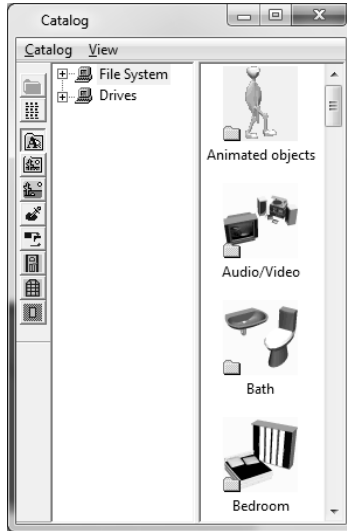 Catalog
Catalog View
File System
Drives
Animated objects
Audio/Video
Bath
Bedroom